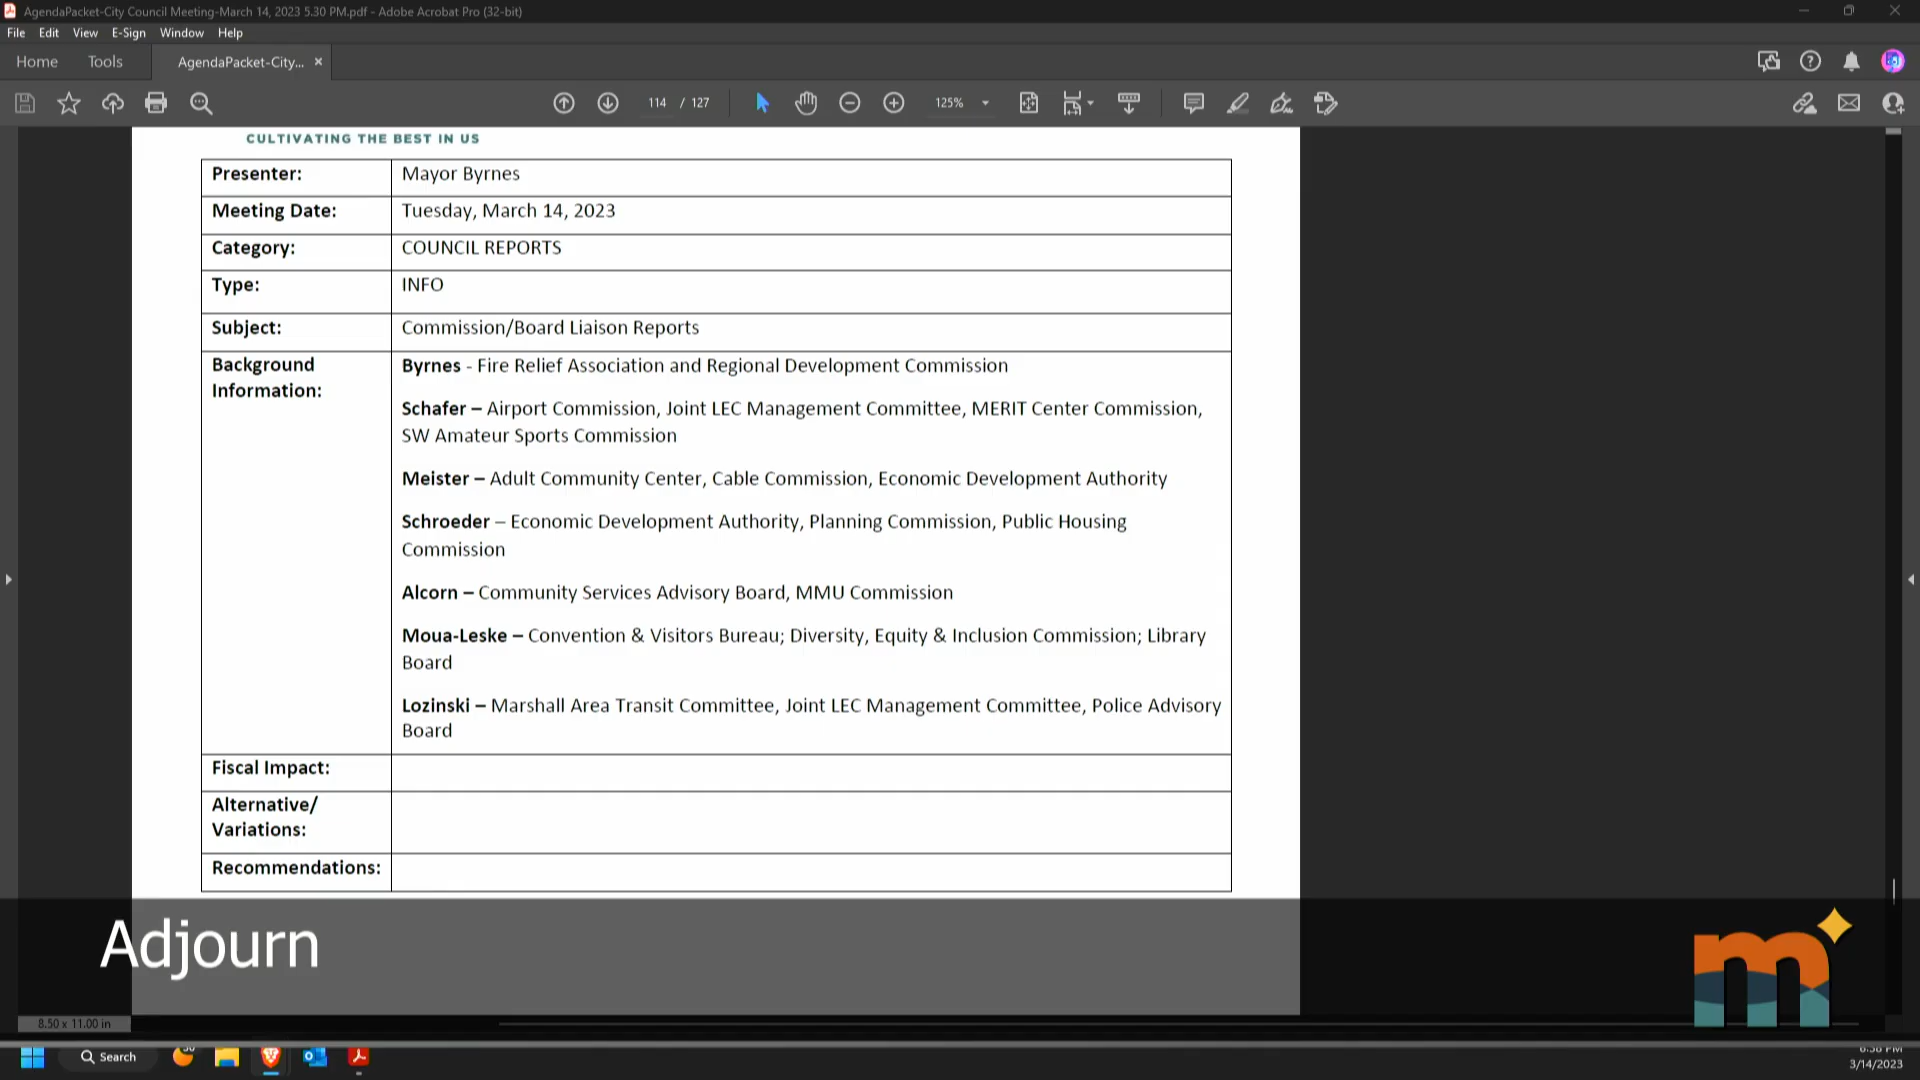 AgendaPacket-City Council Meeting-March 14, 2023 5.30 PM.pdf - Adobe Acrobat Pro (32-bit)
File Edit View E-Sign Window Help
Home Tools AgendaPacket-City... ×
114 / 127 125%
CULTIVATING THE BEST IN US
Presenter: Mayor Byrnes
Meeting Date: Tuesday, March 14, 2023
Category: COUNCIL REPORTS
Type: INFO
Subject: Commission/Board Liaison Reports
Background Information: Byrnes - Fire Relief Association and Regional Development Commission
Schafer – Airport Commission, Joint LEC Management Committee, MERIT Center Commission,
SW Amateur Sports Commission
Meister – Adult Community Center, Cable Commission, Economic Development Authority
Schroeder – Economic Development Authority, Planning Commission, Public Housing
Commission
Alcorn – Community Services Advisory Board, MMU Commission
Moua-Leske – Convention & Visitors Bureau; Diversity, Equity & Inclusion Commission; Library
Board
Lozinski – Marshall Area Transit Committee, Joint LEC Management Committee, Police Advisory
Board
Fiscal Impact:
Alternative/
Variations:
Recommendations:
Adjourn
m
8.50 x 11.00 in
Search
3/14/2023